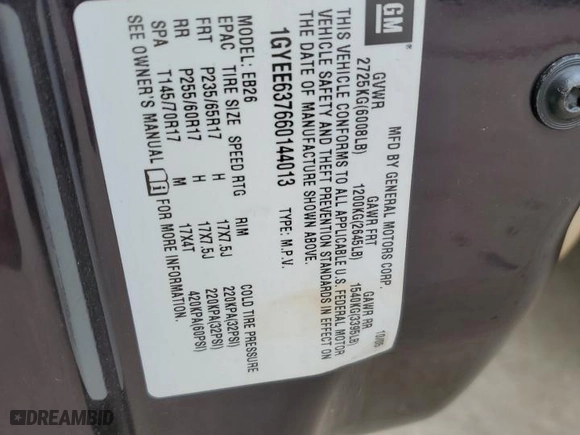 GM
®
MFD BY GENERAL MOTORS CORP.
10/05
GVWR GAWR FRT GAWR RR
2725KG(6008LB) 1200KG(2645LB) 1540KG(3395LB)
THIS VEHICLE CONFORMS TO ALL APPLICABLE U.S. FEDERAL MOTOR
VEHICLE SAFETY AND THEFT PREVENTION STANDARDS IN EFFECT ON
THE DATE OF MANUFACTURE SHOWN ABOVE.
1GYEE637660144013 TYPE: M.P.V.
MODEL: EB26
EPAC TIRE SIZE SPEED RTG RIM COLD TIRE PRESSURE
FRT P235/65R17 H 17X7.5J 220KPA(32PSI)
RR P255/60R17 H 17X7.5J 220KPA(32PSI)
SPA T145/70R17 M 17X4T 420KPA(60PSI)
SEE OWNER'S MANUAL FOR MORE INFORMATION.
DREAMBID